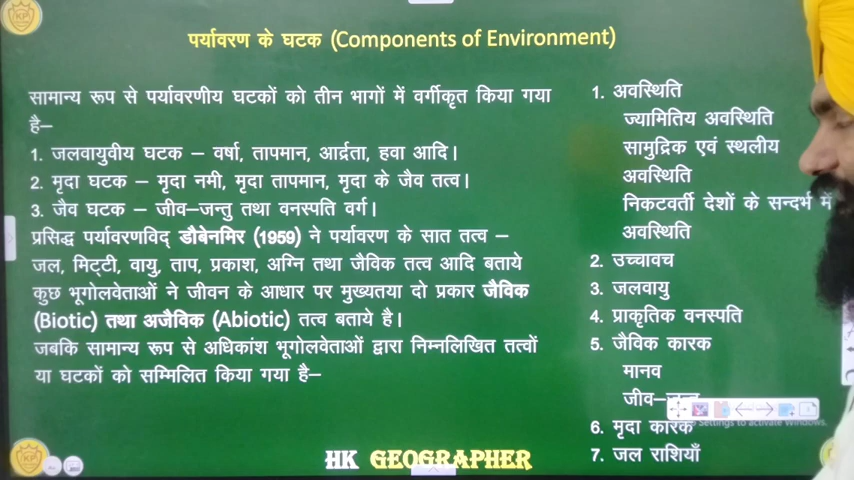 पर्यावरण के घटक (Components of Environment)
सामान्य रूप से पर्यावरणीय घटकों को तीन भागों में वर्गीकृत किया गया
है–
1. जलवायुवीय घटक – वर्षा, तापमान, आर्द्रता, हवा आदि।
2. मृदा घटक – मृदा नमी, मृदा तापमान, मृदा के जैव तत्व।
3. जैव घटक – जीव–जन्तु तथा वनस्पति वर्ग।
प्रसिद्ध पर्यावरणविद् डौबेनमिर (1959) ने पर्यावरण के सात तत्व –
जल, मिट्टी, वायु, ताप, प्रकाश, अग्नि तथा जैविक तत्व आदि बताये
कुछ भूगोलवेताओं ने जीवन के आधार पर मुख्यतया दो प्रकार जैविक
(Biotic) तथा अजैविक (Abiotic) तत्व बताये है।
जबकि सामान्य रूप से अधिकांश भूगोलवेताओं द्वारा निम्नलिखित तत्वों
या घटकों को सम्मिलित किया गया है–
1. अवस्थिति
ज्यामितिय अवस्थिति
सामुद्रिक एवं स्थलीय
अवस्थिति
निकटवर्ती देशों के सन्दर्भ में
अवस्थिति
2. उच्चावच
3. जलवायु
4. प्राकृतिक वनस्पति
5. जैविक कारक
मानव
जीव–
6. मृदा कारक
Settings to activate Windows.
7. जल राशियाँ
HK GEOGRAPHER